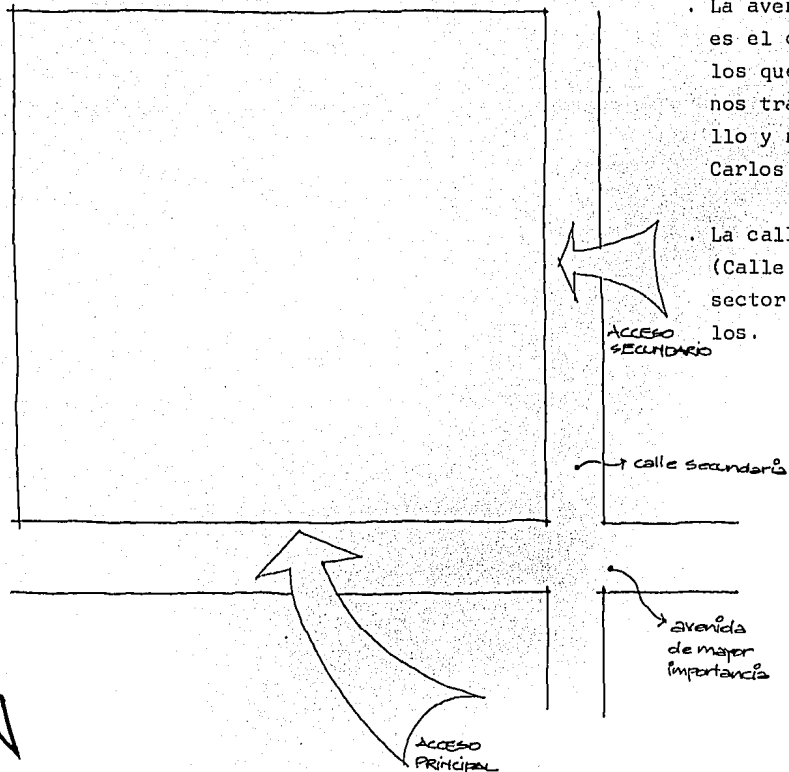 . La aven
es el c
los que
nos tra
llo y r
Carlos
. La call
(Calle
sector
los.
ACCESO
SECUNDARIO
calle secundaria
avenida
de mayor
importancia
ACCESO
PRINCIPAL